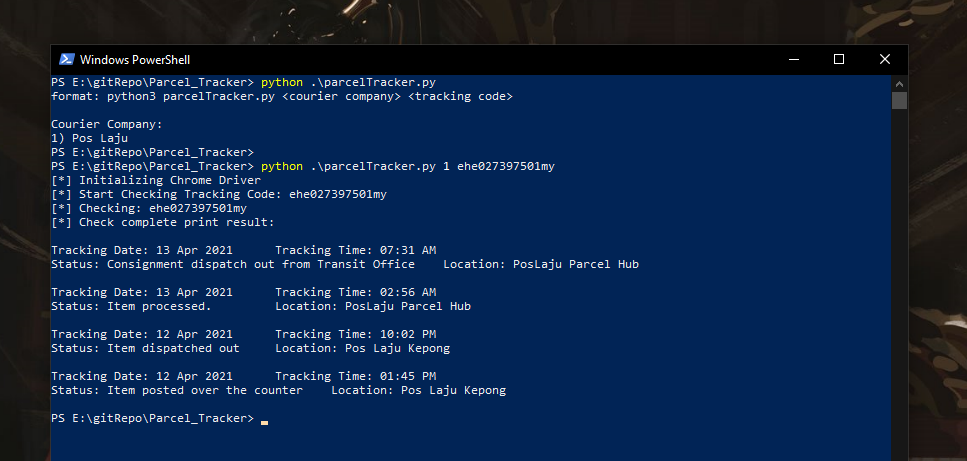 Windows PowerShell
PS E:\gitRepo\Parcel_Tracker> python .\parcelTracker.py
format: python3 parcelTracker.py <courier company> <tracking code>
Courier Company:
1) Pos Laju
PS E:\gitRepo\Parcel_Tracker>
PS E:\gitRepo\Parcel_Tracker> python .\parcelTracker.py 1 ehe027397501my
[*] Initializing Chrome Driver
[*] Start Checking Tracking Code: ehe027397501my
[*] Checking: ehe027397501my
[*] Check complete print result:
Tracking Date: 13 Apr 2021      Tracking Time: 07:31 AM
Status: Consignment dispatch out from Transit Office    Location: PosLaju Parcel Hub
Tracking Date: 13 Apr 2021      Tracking Time: 02:56 AM
Status: Item processed.         Location: PosLaju Parcel Hub
Tracking Date: 12 Apr 2021      Tracking Time: 10:02 PM
Status: Item dispatched out     Location: Pos Laju Kepong
Tracking Date: 12 Apr 2021      Tracking Time: 01:45 PM
Status: Item posted over the counter    Location: Pos Laju Kepong
PS E:\gitRepo\Parcel_Tracker>